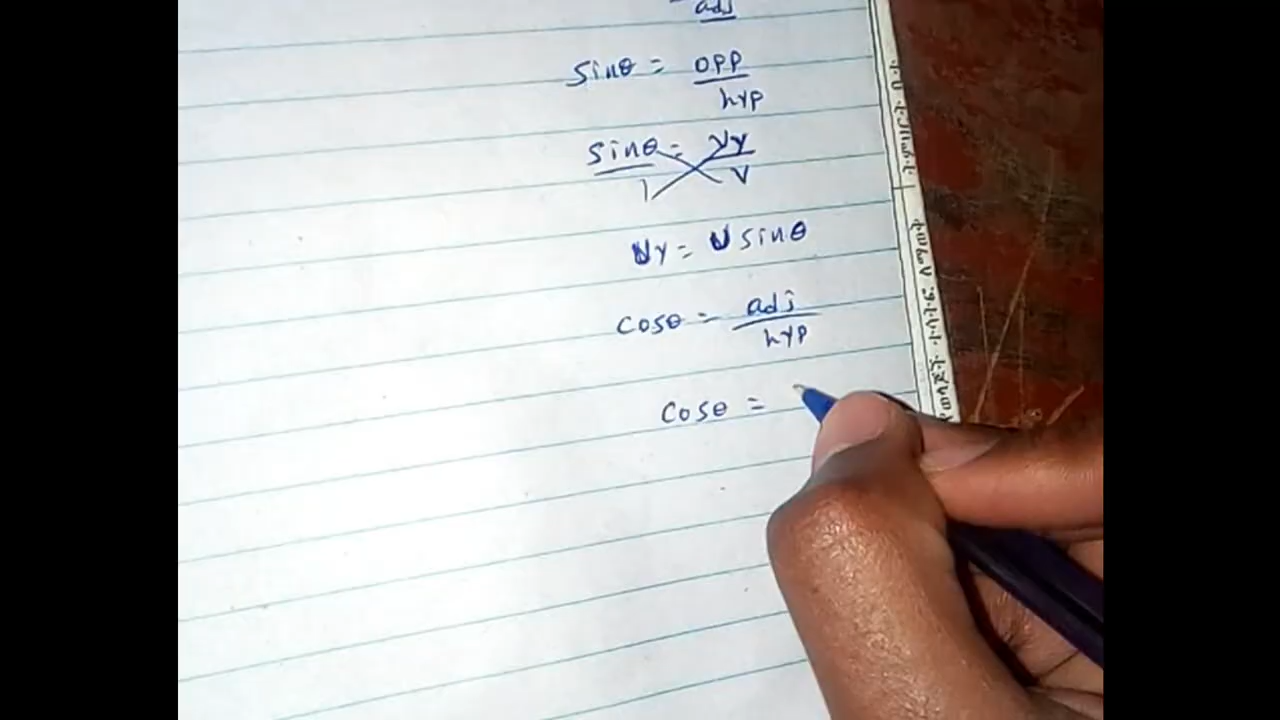 adj
sinθ = opp
hyp
sinθ = Vy
1 V
Vy = V sinθ
cosθ = adj
hyp
cosθ =